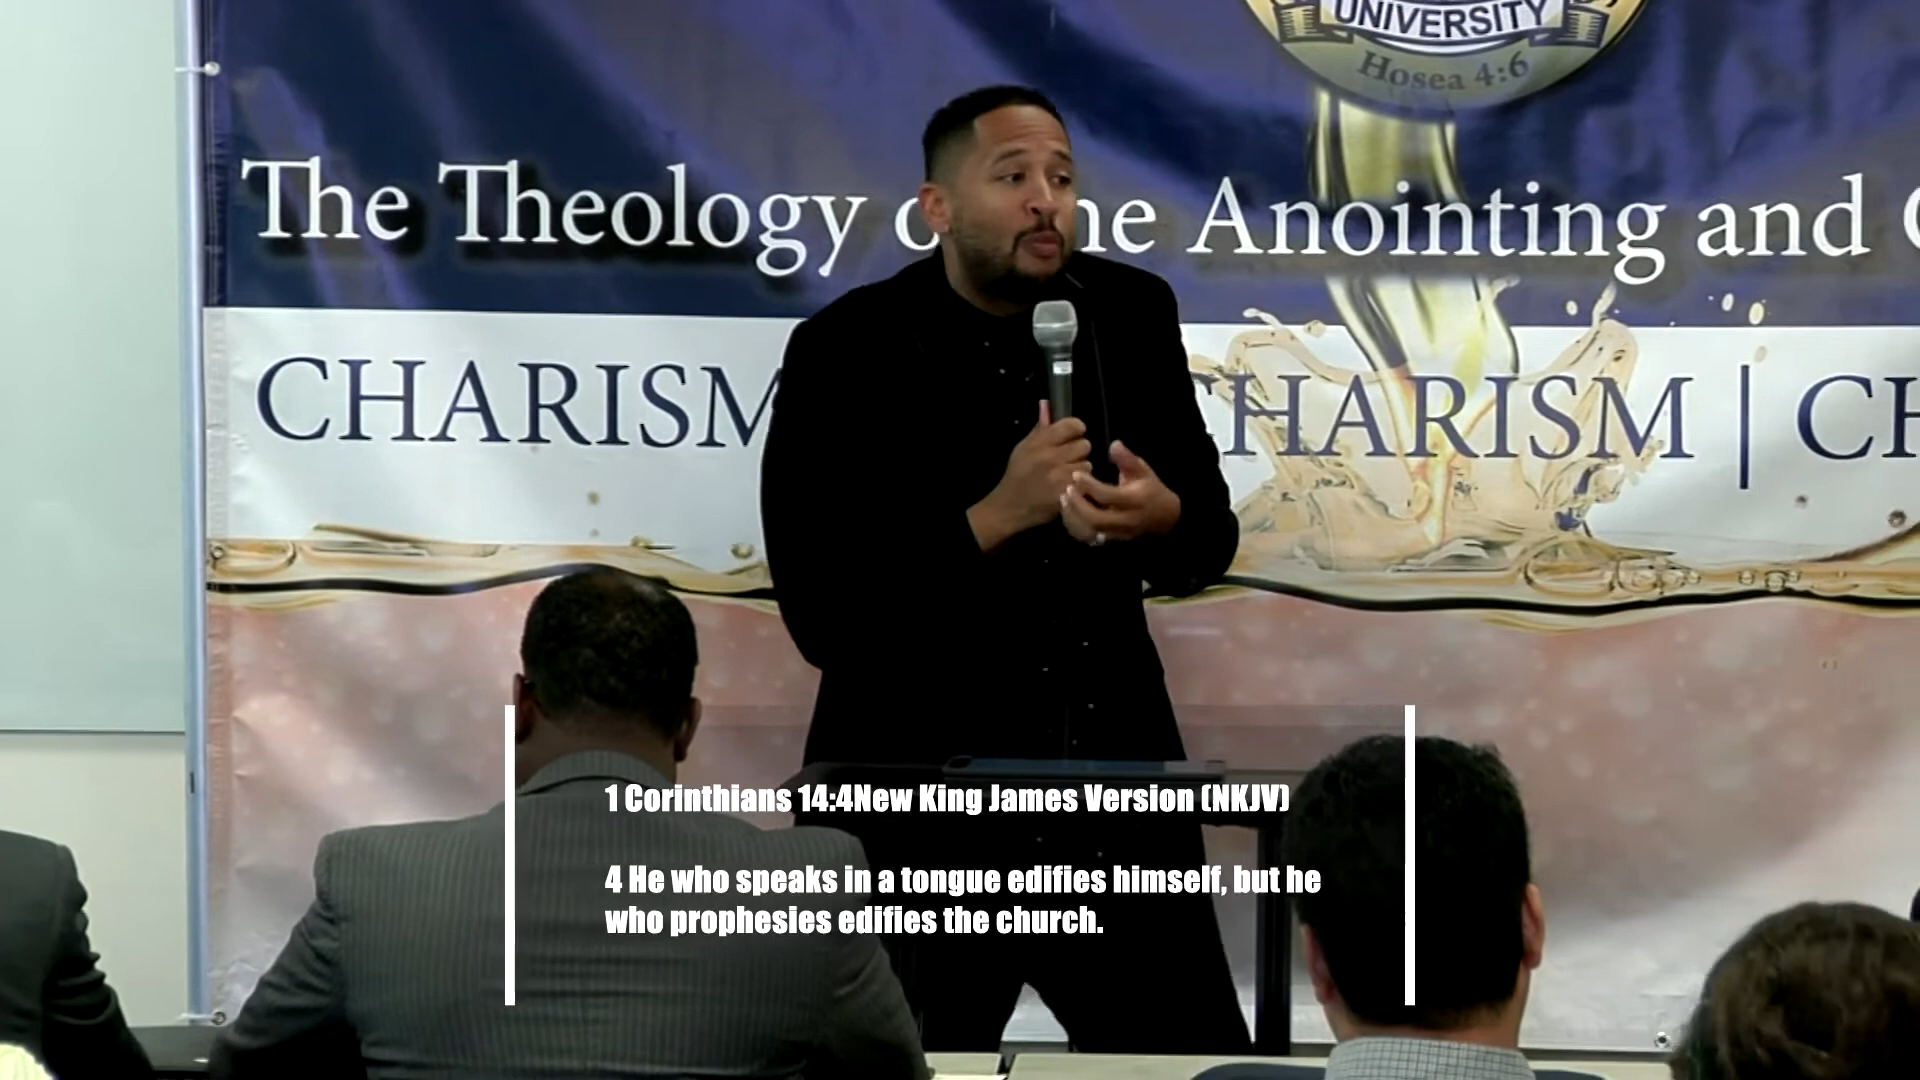 UNIVERSITY
Hosea 4:6
The Theology o he Anointing and
CHARISM CHARISM | CH
1 Corinthians 14:4New King James Version (NKJV)
4 He who speaks in a tongue edifies himself, but he
who prophesies edifies the church.